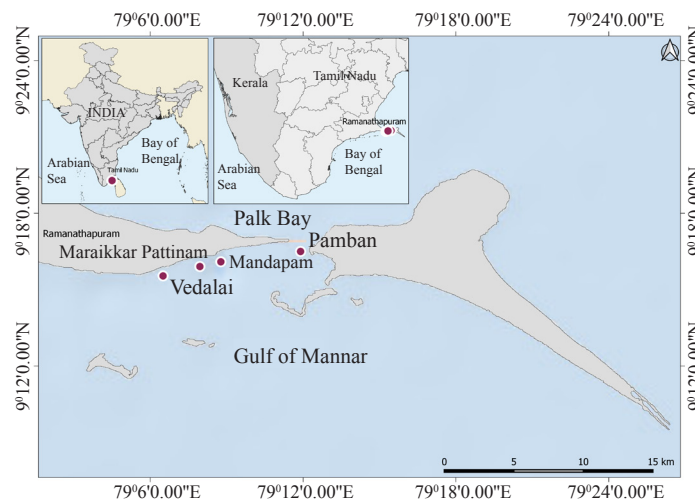 79⁰6'0.00"E 79⁰12'0.00"E 79⁰18'0.00"E 79⁰24'0.00"E
9⁰24'0.00"N
9⁰24'0.00"N
INDIA
Arabian
Sea
Bay of
Bengal
Tamil Nadu
Kerala
Tamil Nadu
Ramanathapuram
Bay of
Bengal
Arabian
Sea
9⁰18'0.00"N
9⁰18'0.00"N
Palk Bay
Ramanathapuram
Pamban
Maraikkar Pattinam
Mandapam
Vedalai
Gulf of Mannar
9⁰12'0.00"N
9⁰12'0.00"N
0 5 10 15 km
79⁰6'0.00"E 79⁰12'0.00"E 79⁰18'0.00"E 79⁰24'0.00"E